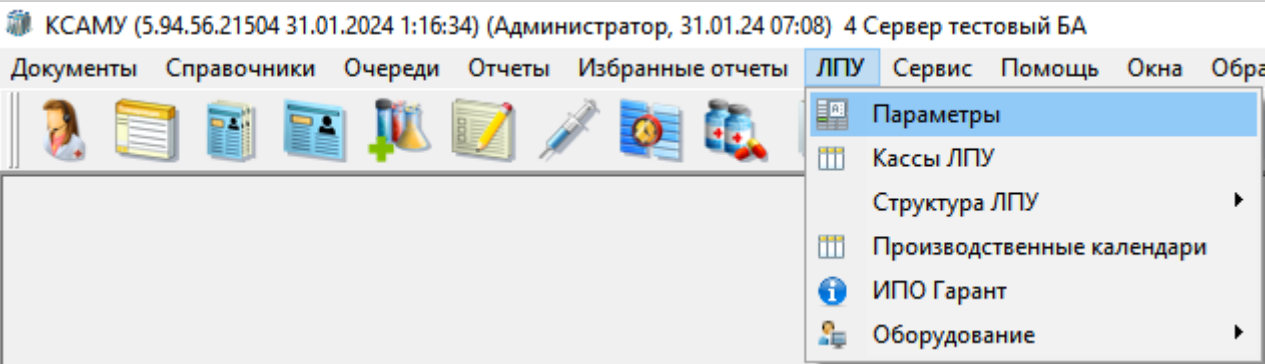 КСАМУ (5.94.56.21504 31.01.2024 1:16:34) (Администратор, 31.01.24 07:08) 4 Сервер тестовый БА
Документы Справочники Очереди Отчеты Избранные отчеты ЛПУ Сервис Помощь Окна Обра
Параметры
Кассы ЛПУ
Структура ЛПУ
Производственные календари
ИПО Гарант
Оборудование